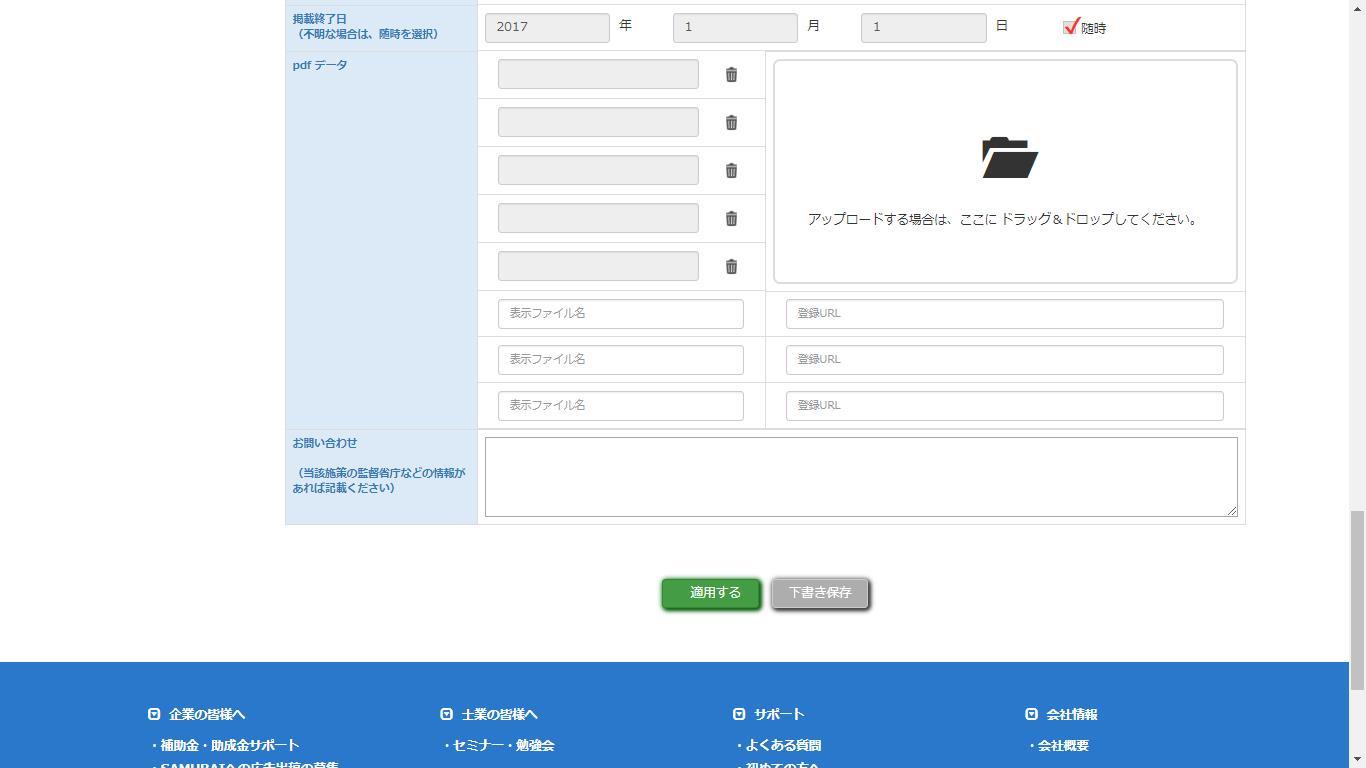 掲載終了日
（不明な場合は、随時を選択）
2017 年 1 月 1 日 随時
pdf データ
アップロードする場合は、ここに ドラッグ＆ドロップしてください。
表示ファイル名 登録URL
表示ファイル名 登録URL
表示ファイル名 登録URL
お問い合わせ
（当該施策の監督省庁などの情報が
あれば記載ください）
適用する 下書き保存
企業の皆様へ 士業の皆様へ サポート 会社情報
・補助金・助成金サポート ・セミナー・勉強会 ・よくある質問 ・会社概要
・SAMURAIへの広告出稿の募集 ・初めての方へ